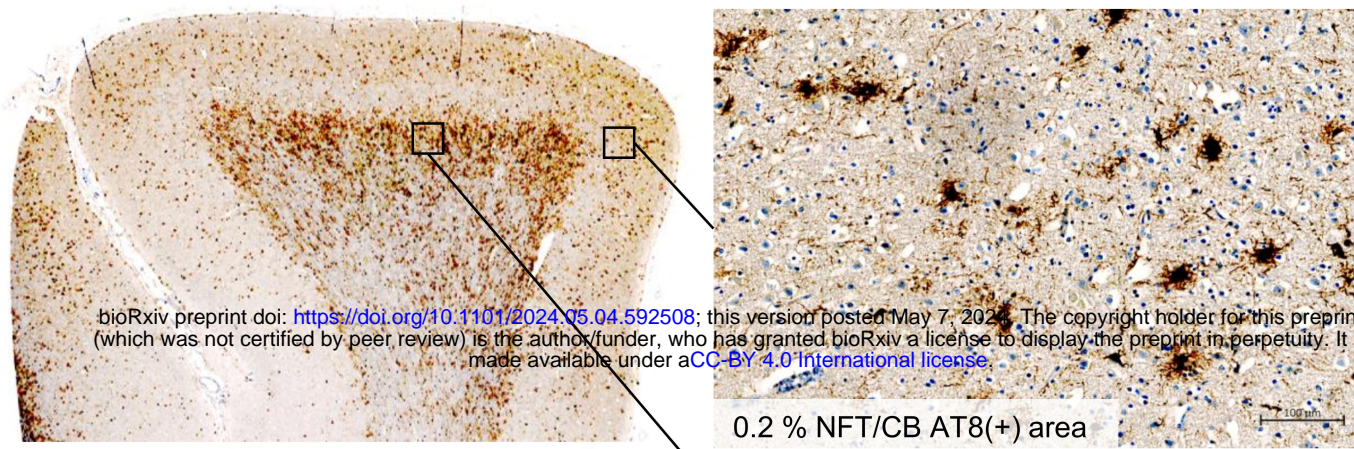 bioRxiv preprint doi: https://doi.org/10.1101/2024.05.04.592508; this version posted May 7, 2024. The copyright holder for this preprin
(which was not certified by peer review) is the author/funder, who has granted bioRxiv a license to display the preprint in perpetuity. It
made available under aCC-BY 4.0 International license.
100 µm
0.2 % NFT/CB AT8(+) area